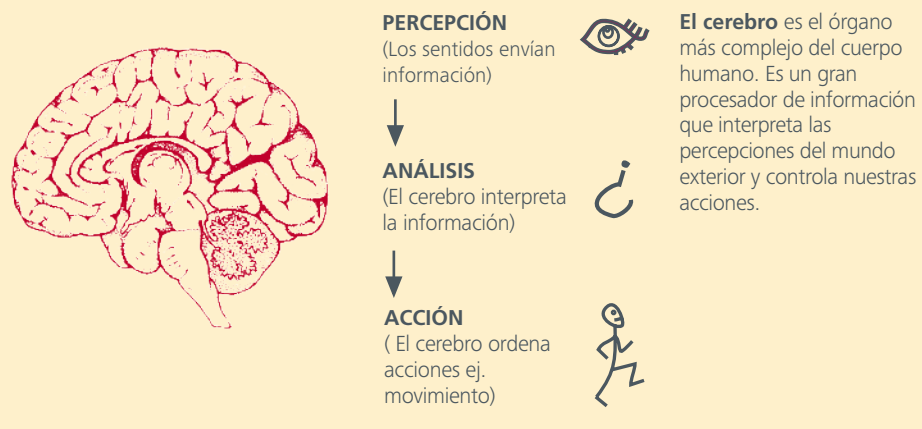 PERCEPCIÓN
(Los sentidos envían
información)
ANÁLISIS
(El cerebro interpreta
la información)
ACCIÓN
( El cerebro ordena
acciones ej.
movimiento)
El cerebro es el órgano
más complejo del cuerpo
humano. Es un gran
procesador de información
que interpreta las
percepciones del mundo
exterior y controla nuestras
acciones.